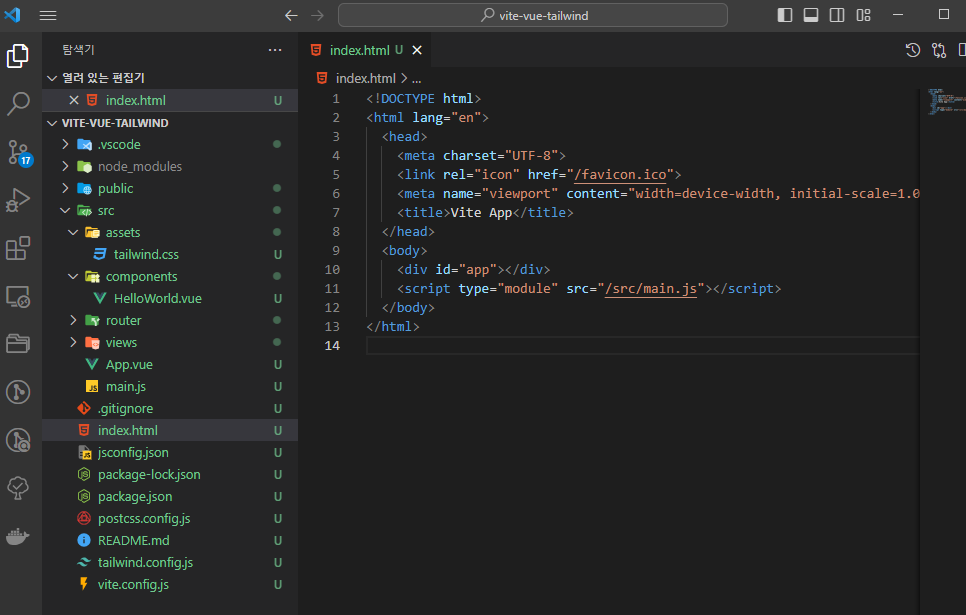 vite-vue-tailwind
탐색기
index.html U
열려 있는 편집기
index.html U
VITE-VUE-TAILWIND
.vscode
node_modules
public
src
assets
tailwind.css U
components
HelloWorld.vue U
router
views
App.vue U
main.js U
.gitignore U
index.html U
jsconfig.json U
package-lock.json U
package.json U
postcss.config.js U
README.md U
tailwind.config.js U
vite.config.js U
17
index.html > ...
1 <!DOCTYPE html>
2 <html lang="en">
3 <head>
4 <meta charset="UTF-8">
5 <link rel="icon" href="/favicon.ico">
6 <meta name="viewport" content="width=device-width, initial-scale=1.0
7 <title>Vite App</title>
8 </head>
9 <body>
10 <div id="app"></div>
11 <script type="module" src="/src/main.js"></script>
12 </body>
13 </html>
14